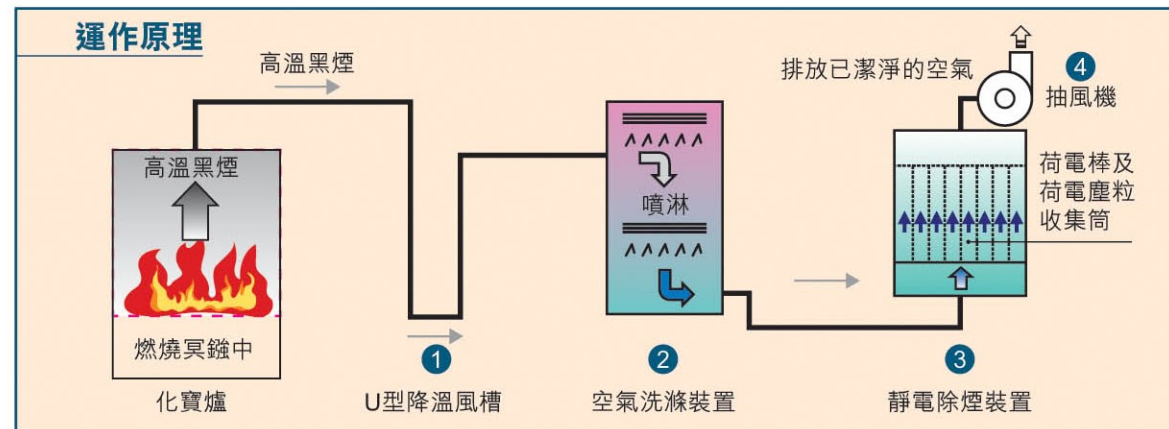 運作原理
高溫黑煙
高溫黑煙
燃燒冥鏹中
化寶爐
1
U型降溫風槽
噴淋
2
空氣洗滌裝置
排放已潔淨的空氣
4
抽風機
荷電棒及
荷電塵粒
收集筒
3
靜電除煙裝置